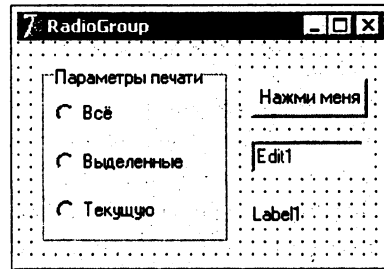 RadioGroup
Параметры печати
Всё
Выделенные
Текущую
Нажми меня
Edit1
Label1